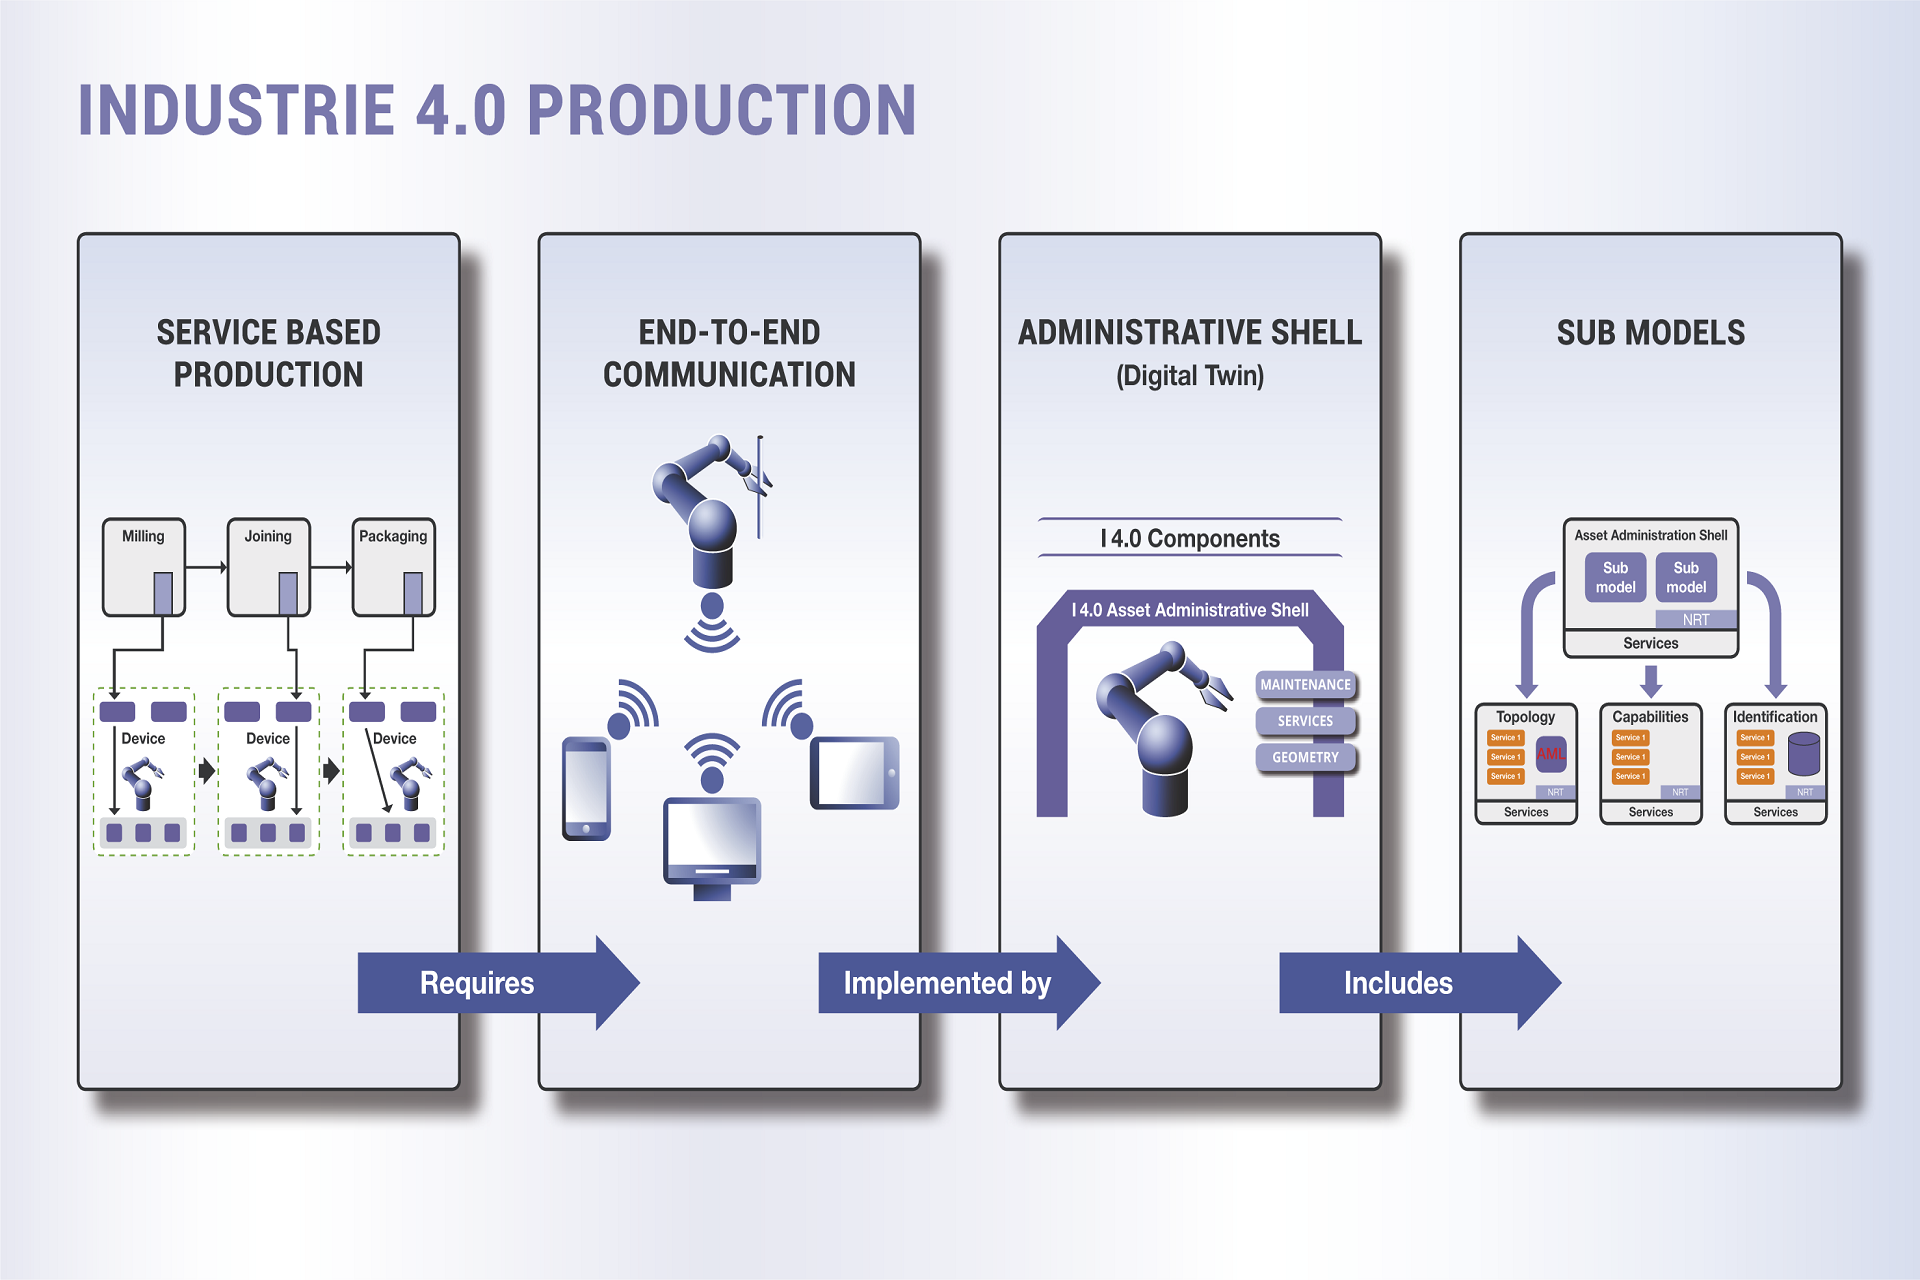 INDUSTRIE 4.0 PRODUCTION
SERVICE BASED
PRODUCTION
Milling
Joining
Packaging
Device
Device
Device
Requires
END-TO-END
COMMUNICATION
Implemented by
ADMINISTRATIVE SHELL
(Digital Twin)
I 4.0 Components
I 4.0 Asset Administrative Shell
MAINTENANCE
SERVICES
GEOMETRY
Includes
SUB MODELS
Asset Administration Shell
Sub
model
Sub
model
NRT
Services
Topology
Service 1
Service 1
Service 1
AML
NRT
Services
Capabilities
Service 1
Service 1
Service 1
NRT
Services
Identification
Service 1
Service 1
Service 1
NRT
Services